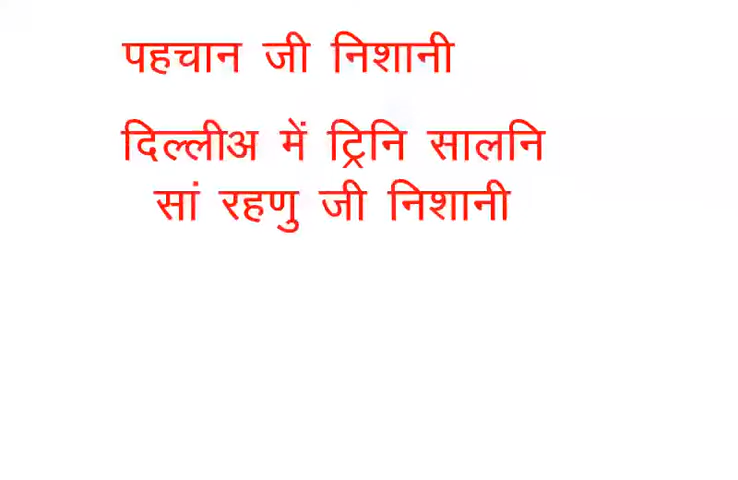 पहचान जी निशानी
दिल्लीअ में ट्रिनि सालनि
सां रहणु जी निशानी